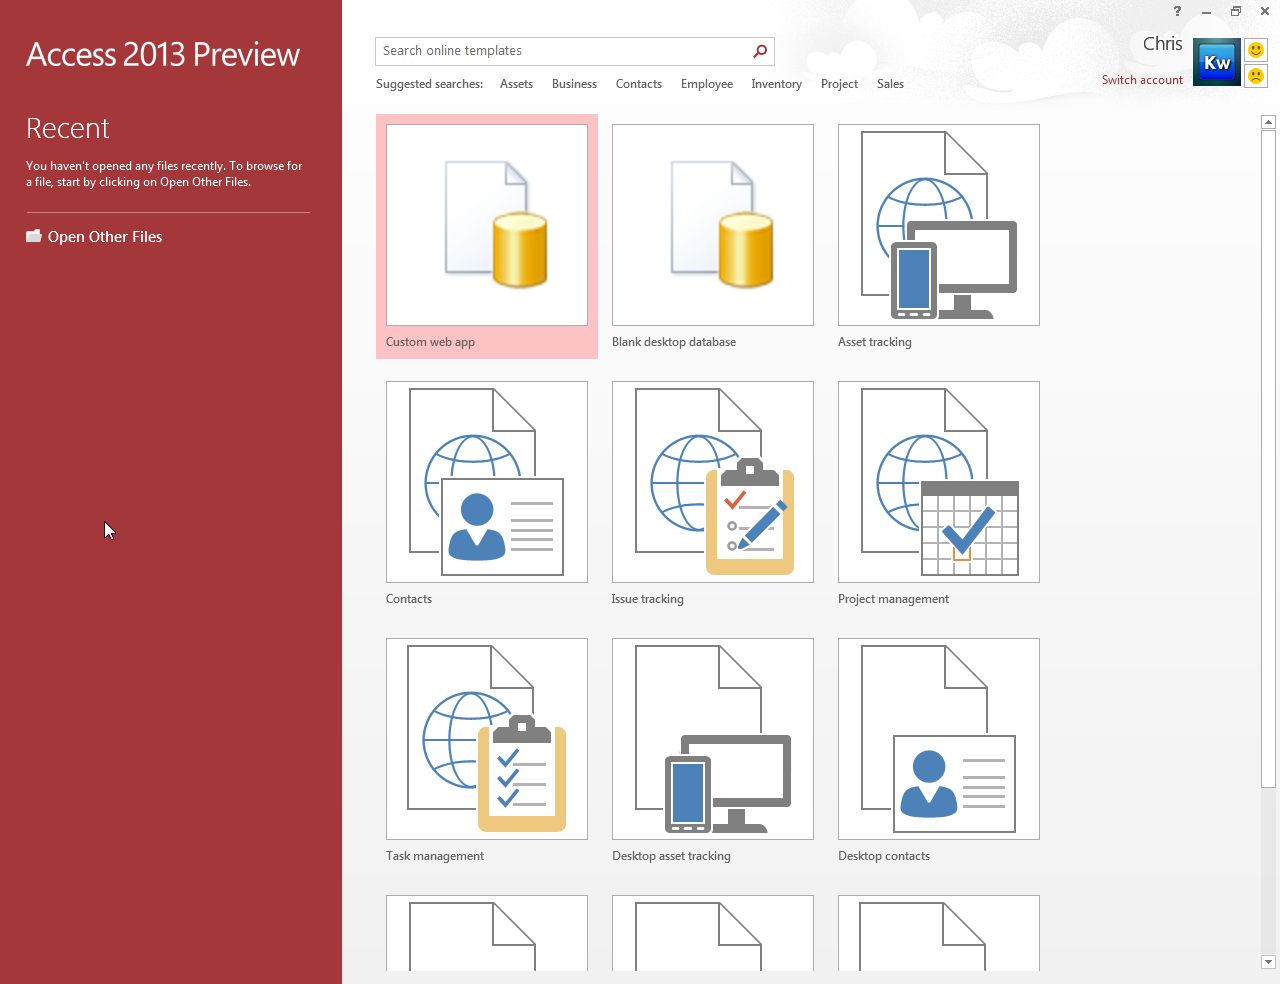 ?
Access 2013 Preview
Search online templates
Chris
Kw
Switch account
Suggested searches: Assets Business Contacts Employee Inventory Project Sales
Recent
You haven't opened any files recently. To browse for
a file, start by clicking on Open Other Files.
Open Other Files
Custom web app
Blank desktop database
Asset tracking
Contacts
Issue tracking
Project management
Task management
Desktop asset tracking
Desktop contacts